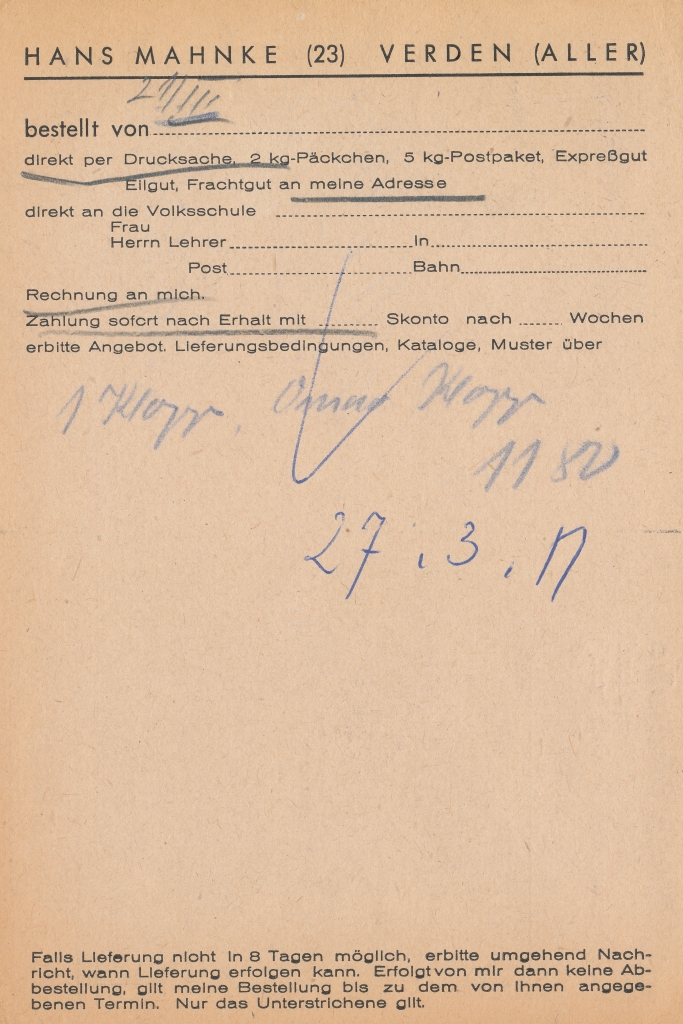 HANS MAHNKE (23) VERDEN (ALLER)
bestellt von
direkt per Drucksache, 2 kg-Päckchen, 5 kg-Postpaket, Expreßgut
Eilgut, Frachtgut an meine Adresse
direkt an die Volksschule
Frau
Herrn Lehrer in
Post Bahn
Rechnung an mich.
Zahlung sofort nach Erhalt mit Skonto nach Wochen
erbitte Angebot. Lieferungsbedingungen, Kataloge, Muster über
1 Klopp, Klopp
11 80
27.3.
Falls Lieferung nicht in 8 Tagen möglich, erbitte umgehend Nach-
richt, wann Lieferung erfolgen kann. Erfolgt von mir dann keine Ab-
bestellung, gilt meine Bestellung bis zu dem von Ihnen angege-
benen Termin. Nur das Unterstrichene gilt.